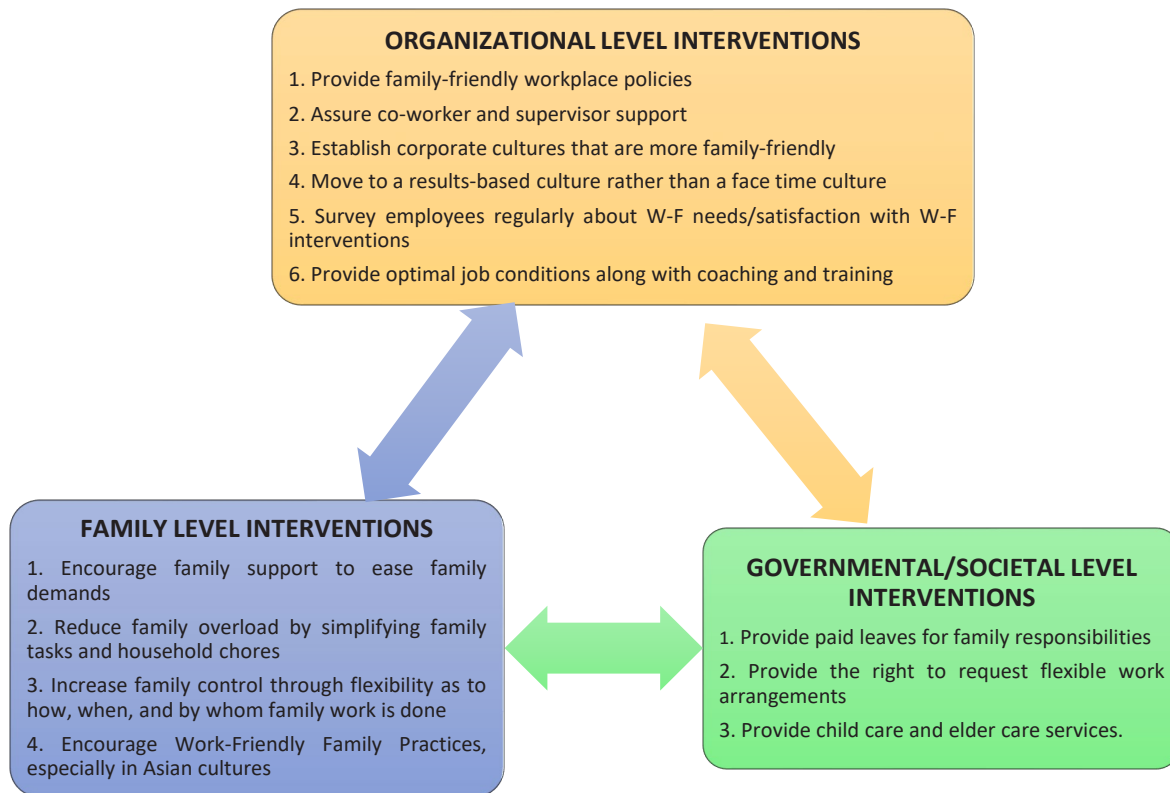 ORGANIZATIONAL LEVEL INTERVENTIONS
1. Provide family-friendly workplace policies
2. Assure co-worker and supervisor support
3. Establish corporate cultures that are more family-friendly
4. Move to a results-based culture rather than a face time culture
5. Survey employees regularly about W-F needs/satisfaction with W-F
interventions
6. Provide optimal job conditions along with coaching and training
FAMILY LEVEL INTERVENTIONS
1. Encourage family support to ease family
demands
2. Reduce family overload by simplifying family
tasks and household chores
3. Increase family control through flexibility as to
how, when, and by whom family work is done
4. Encourage Work-Friendly Family Practices,
especially in Asian cultures
GOVERNMENTAL/SOCIETAL LEVEL
INTERVENTIONS
1. Provide paid leaves for family responsibilities
2. Provide the right to request flexible work
arrangements
3. Provide child care and elder care services.